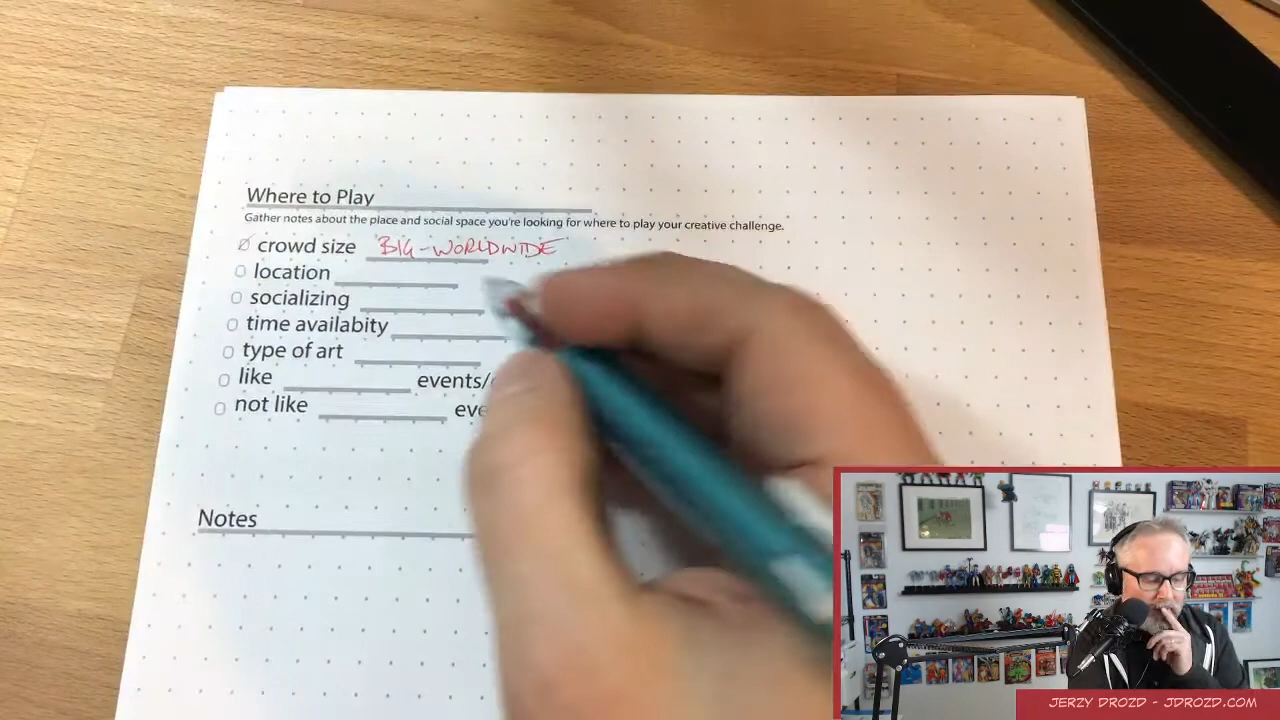 Where to Play
Gather notes about the place and social space you're looking for where to play your creative challenge.
crowd size BIG-WORLDWIDE
location
socializing
time availabity
type of art
like events/
not like eve
Notes
JERZY DROZD - JDROZD.COM